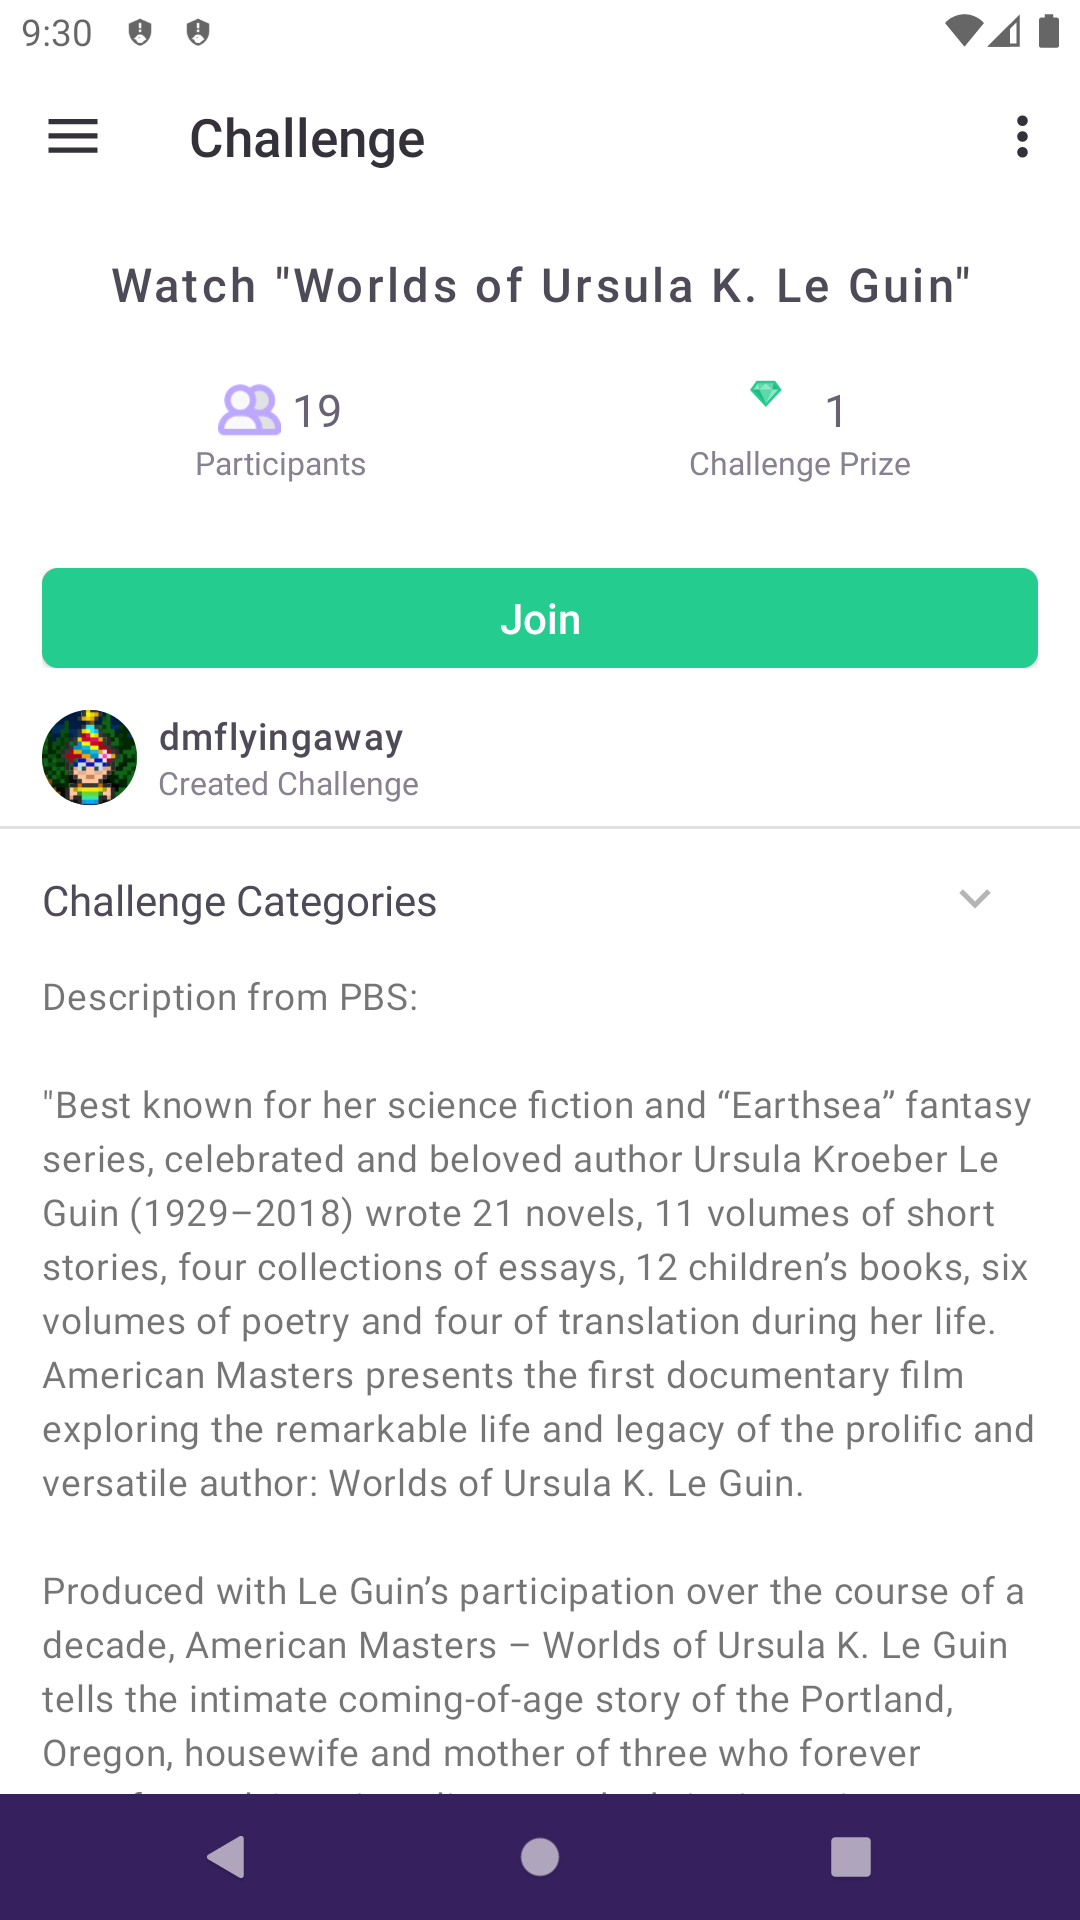 9:30
Challenge
Watch "Worlds of Ursula K. Le Guin"
19
Participants
1
Challenge Prize
Join
dmflyingaway
Created Challenge
Challenge Categories
Description from PBS:
"Best known for her science fiction and “Earthsea” fantasy
series, celebrated and beloved author Ursula Kroeber Le
Guin (1929–2018) wrote 21 novels, 11 volumes of short
stories, four collections of essays, 12 children’s books, six
volumes of poetry and four of translation during her life.
American Masters presents the first documentary film
exploring the remarkable life and legacy of the prolific and
versatile author: Worlds of Ursula K. Le Guin.
Produced with Le Guin’s participation over the course of a
decade, American Masters – Worlds of Ursula K. Le Guin
tells the intimate coming-of-age story of the Portland,
Oregon, housewife and mother of three who forever